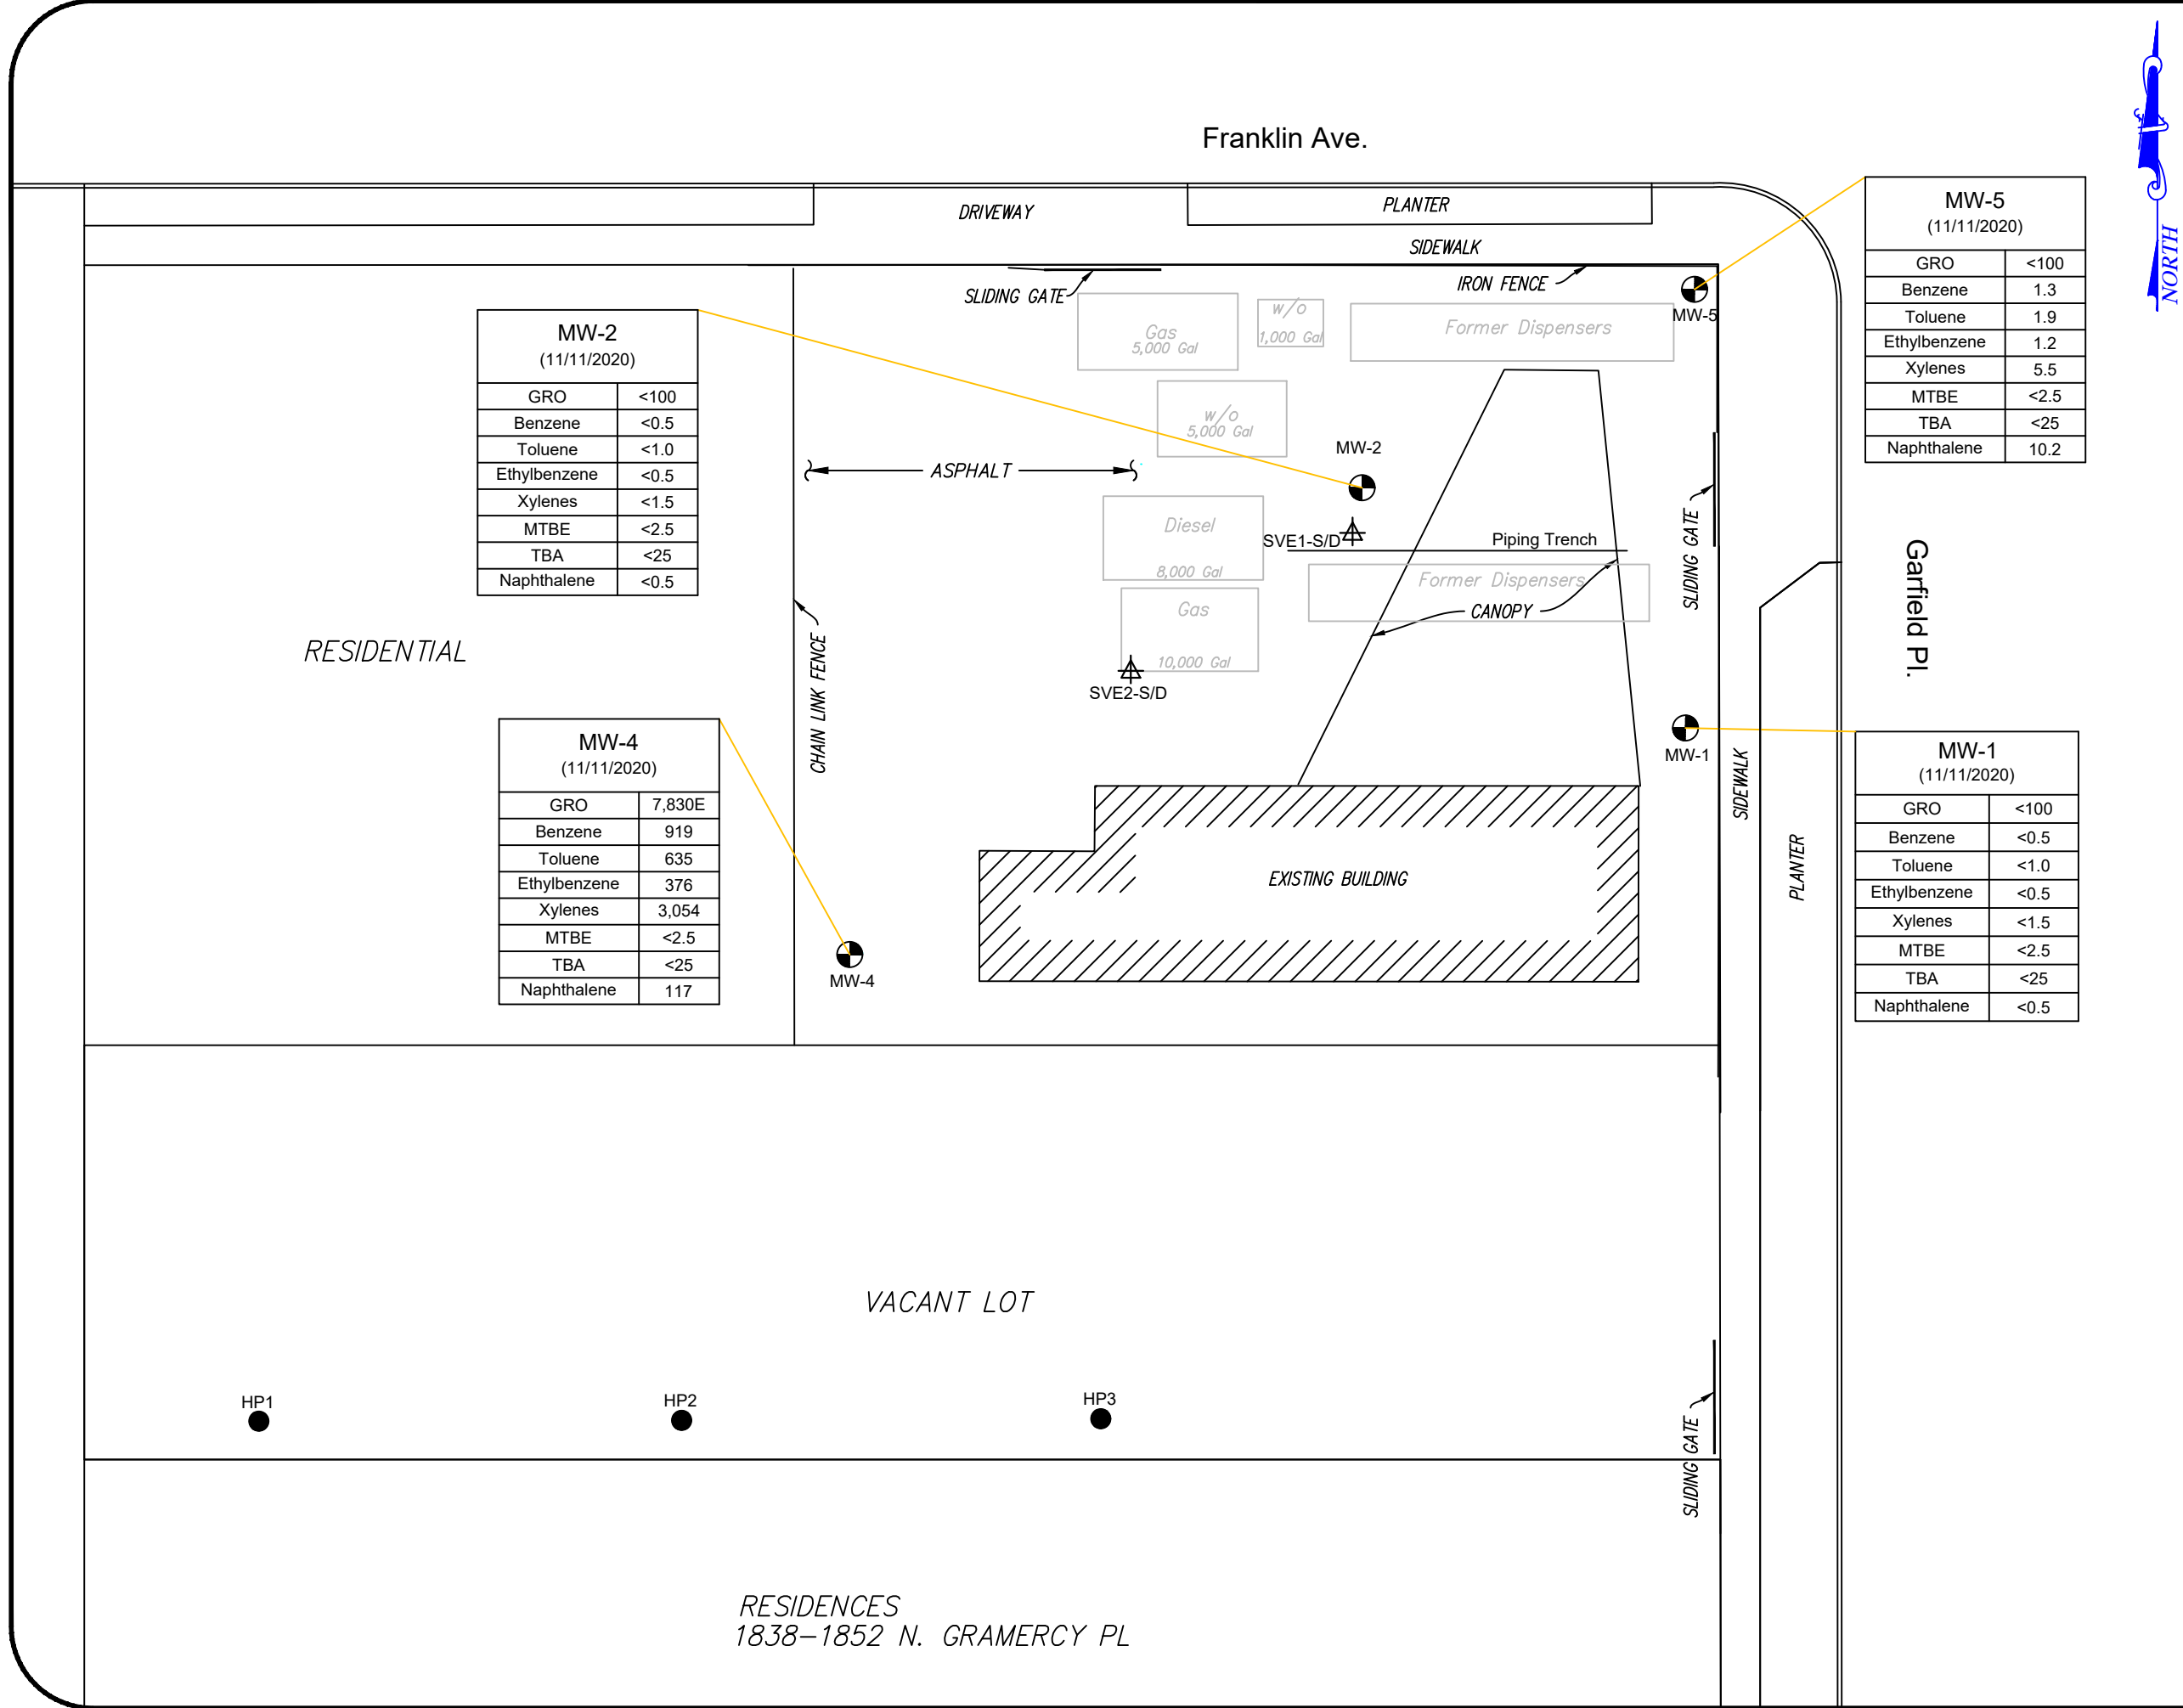 Franklin Ave.
NORTH
DRIVEWAY
PLANTER
SIDEWALK
SLIDING GATE
IRON FENCE
MW-5
(11/11/2020)
GRO <100
Benzene 1.3
Toluene 1.9
Ethylbenzene 1.2
Xylenes 5.5
MTBE <2.5
TBA <25
Naphthalene 10.2
MW-5
Gas
5,000 Gal
w/o
1,000 Gal
Former Dispensers
MW-2
(11/11/2020)
GRO <100
Benzene <0.5
Toluene <1.0
Ethylbenzene <0.5
Xylenes <1.5
MTBE <2.5
TBA <25
Naphthalene <0.5
w/o
5,000 Gal
MW-2
ASPHALT
Diesel
8,000 Gal
SVE1-S/D
Piping Trench
SLIDING GATE
Garfield Pl.
Former Dispensers
CANOPY
Gas
10,000 Gal
SVE2-S/D
RESIDENTIAL
CHAIN LINK FENCE
MW-4
(11/11/2020)
GRO 7,830E
Benzene 919
Toluene 635
Ethylbenzene 376
Xylenes 3,054
MTBE <2.5
TBA <25
Naphthalene 117
MW-4
MW-1
SIDEWALK
PLANTER
MW-1
(11/11/2020)
GRO <100
Benzene <0.5
Toluene <1.0
Ethylbenzene <0.5
Xylenes <1.5
MTBE <2.5
TBA <25
Naphthalene <0.5
EXISTING BUILDING
VACANT LOT
HP1
HP2
HP3
SLIDING GATE
RESIDENCES
1838-1852 N. GRAMERCY PL